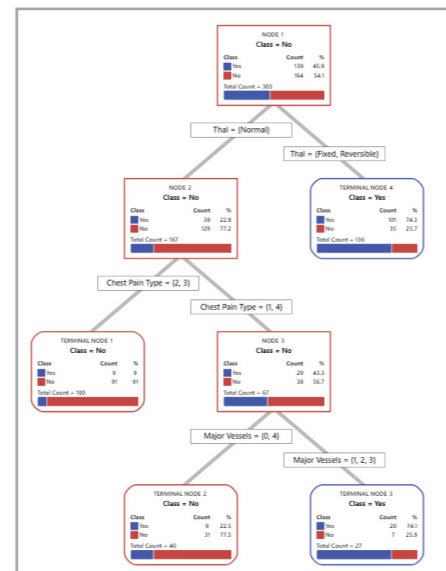 NODE 1
Class = No
Class Count %
Yes 139 45.9
No 164 54.1
Total Count = 303
Thal = {Normal}
Thal = {Fixed, Reversible}
NODE 2
Class = No
Class Count %
Yes 38 22.8
No 129 77.2
Total Count = 167
TERMINAL NODE 4
Class = Yes
Class Count %
Yes 101 74.3
No 35 25.7
Total Count = 136
Chest Pain Type = {2, 3}
Chest Pain Type = {1, 4}
TERMINAL NODE 1
Class = No
Class Count %
Yes 9 9
No 91 91
Total Count = 100
NODE 3
Class = No
Class Count %
Yes 29 43.3
No 38 56.7
Total Count = 67
Major Vessels = {0, 4}
Major Vessels = {1, 2, 3}
TERMINAL NODE 2
Class = No
Class Count %
Yes 9 22.5
No 31 77.5
Total Count = 40
TERMINAL NODE 3
Class = Yes
Class Count %
Yes 20 74.1
No 7 25.9
Total Count = 27